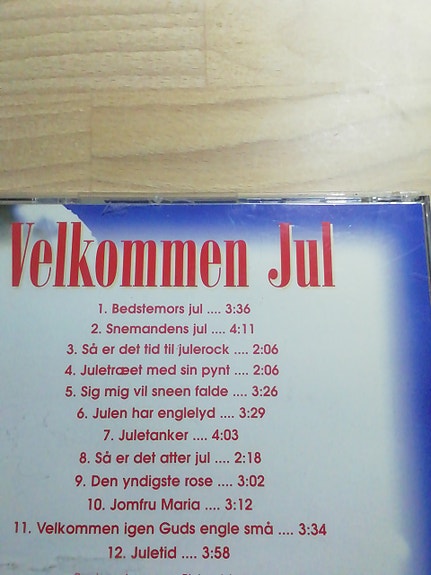 Velkommen Jul
1. Bedstemors jul .... 3:36
2. Snemandens jul .... 4:11
3. Så er det tid til julerock .... 2:06
4. Juletræet med sin pynt .... 2:06
5. Sig mig vil sneen falde .... 3:26
6. Julen har englelyd .... 3:29
7. Juletanker .... 4:03
8. Så er det atter jul .... 2:18
9. Den yndigste rose .... 3:02
10. Jomfru Maria .... 3:12
11. Velkommen igen Guds engle små .... 3:34
12. Juletid .... 3:58